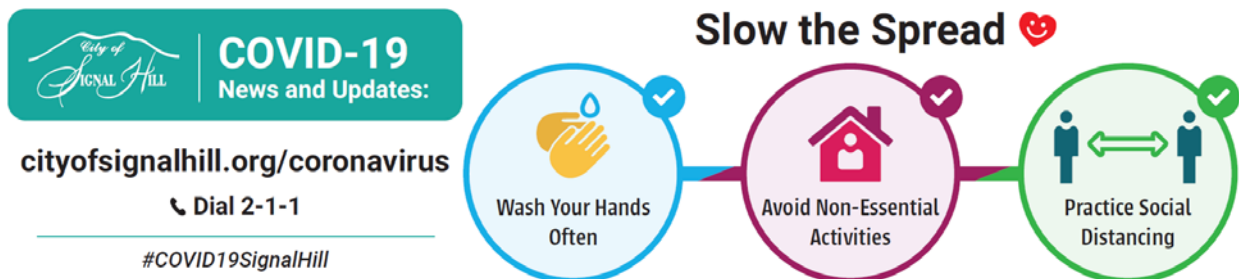 City of
Signal Hill
COVID-19
News and Updates:
cityofsignalhill.org/coronavirus
Dial 2-1-1
#COVID19SignalHill
Slow the Spread
Wash Your Hands
Often
Avoid Non-Essential
Activities
Practice Social
Distancing